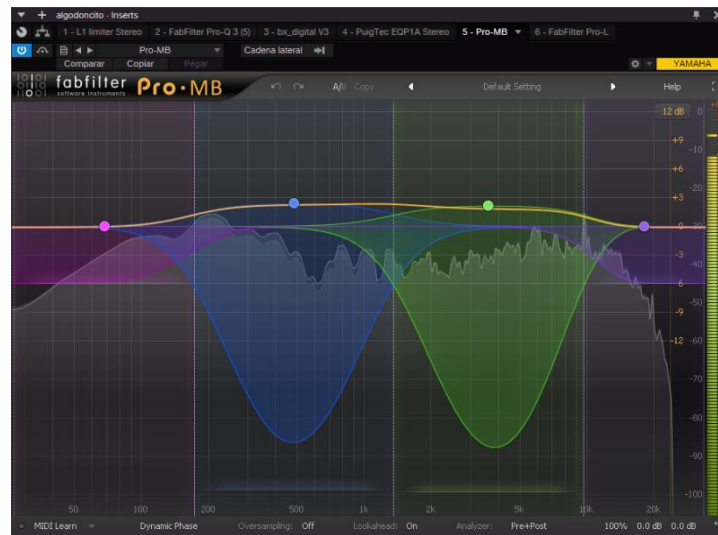 algodoncito - Inserts
1 - L1 limiter Stereo 2 - FabFilter Pro-Q 3 (5) 3 - bx_digital V3 4 - PuigTec EQP1A Stereo 5 - Pro-MB 6 - FabFilter Pro-L
Pro-MB Cadena lateral
Comparar Copiar Pegar YAMAHA
fabfilter Pro·MB A/B Copy Default Setting Help
software instruments
12 dB 0
+9 -10
+6 -20
+3
0 -30
-3 -40
-6 -50
-9
-12 -60
-70
-80
-90
-100
50 100 200 500 1k 2k 5k 10k 20k
MIDI Learn Dynamic Phase Oversampling: Off Lookahead: On Analyzer: Pre+Post 100% 0.0 dB 0.0 dB